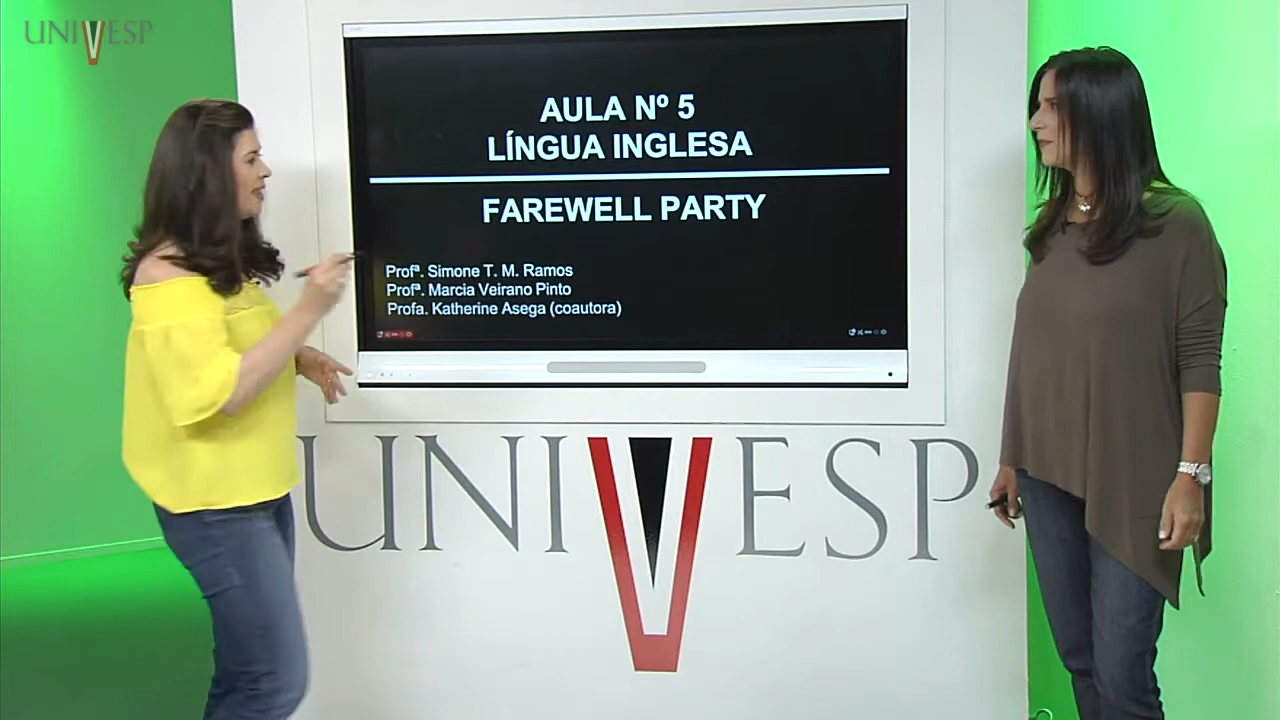 UNIVESP
AULA Nº 5
LÍNGUA INGLESA
FAREWELL PARTY
Profª. Simone T. M. Ramos
Profª. Marcia Veirano Pinto
Profa. Katherine Asega (coautora)
UNIVESP